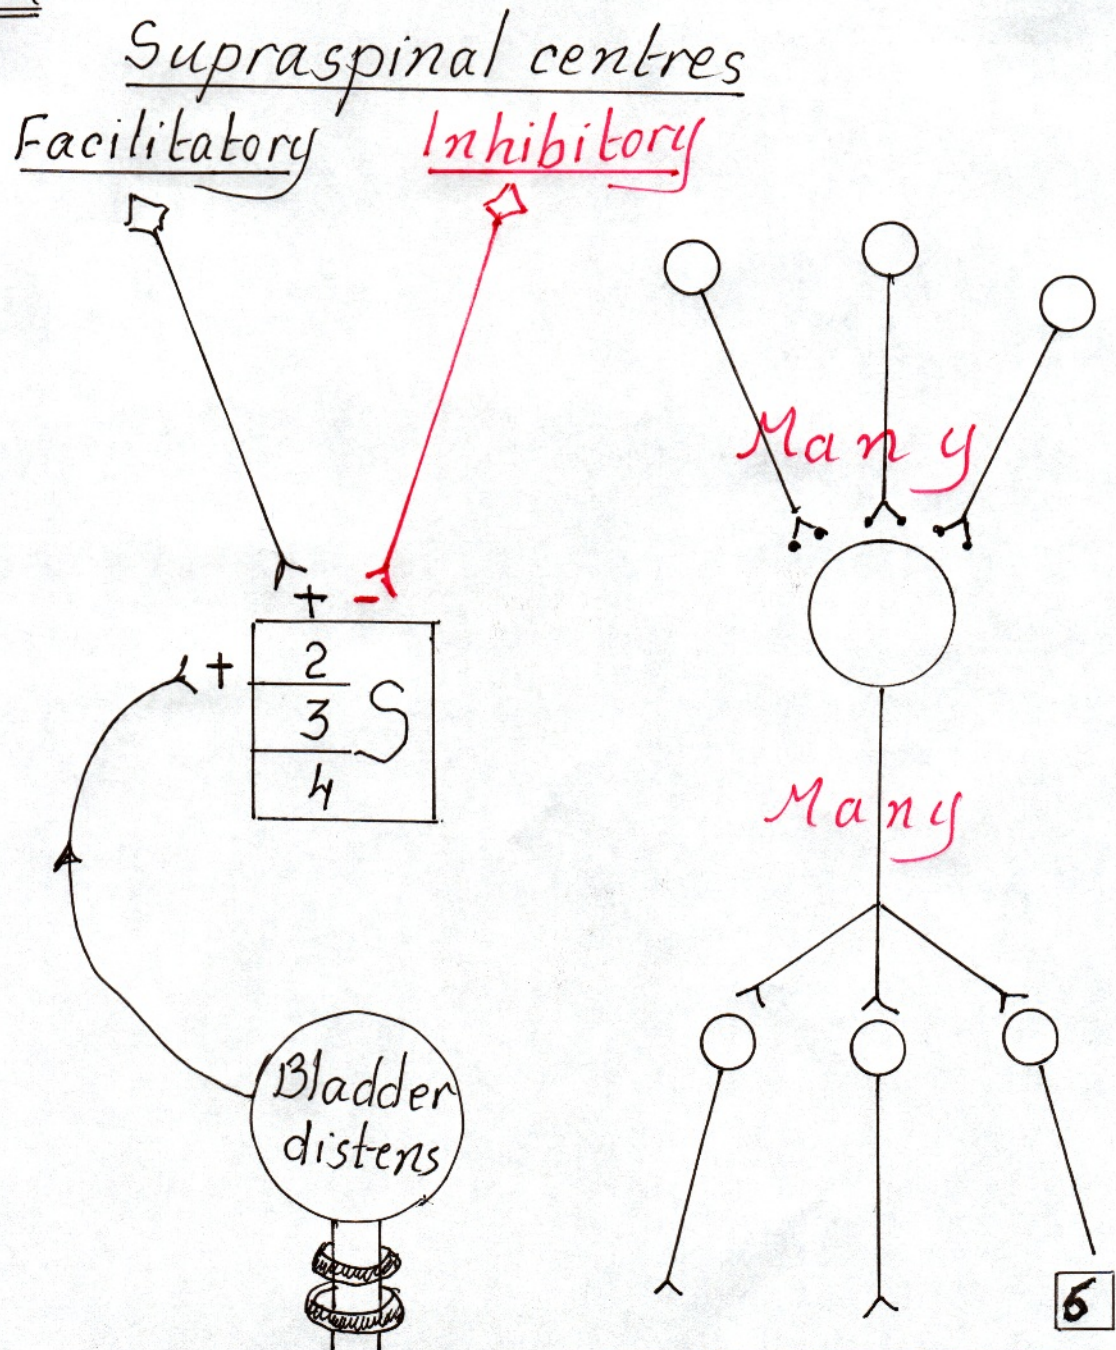 Supraspinal centres
Facilitatory Inhibitory
Many
+ -
+ 2
3 S
4
Many
Bladder
distens
6